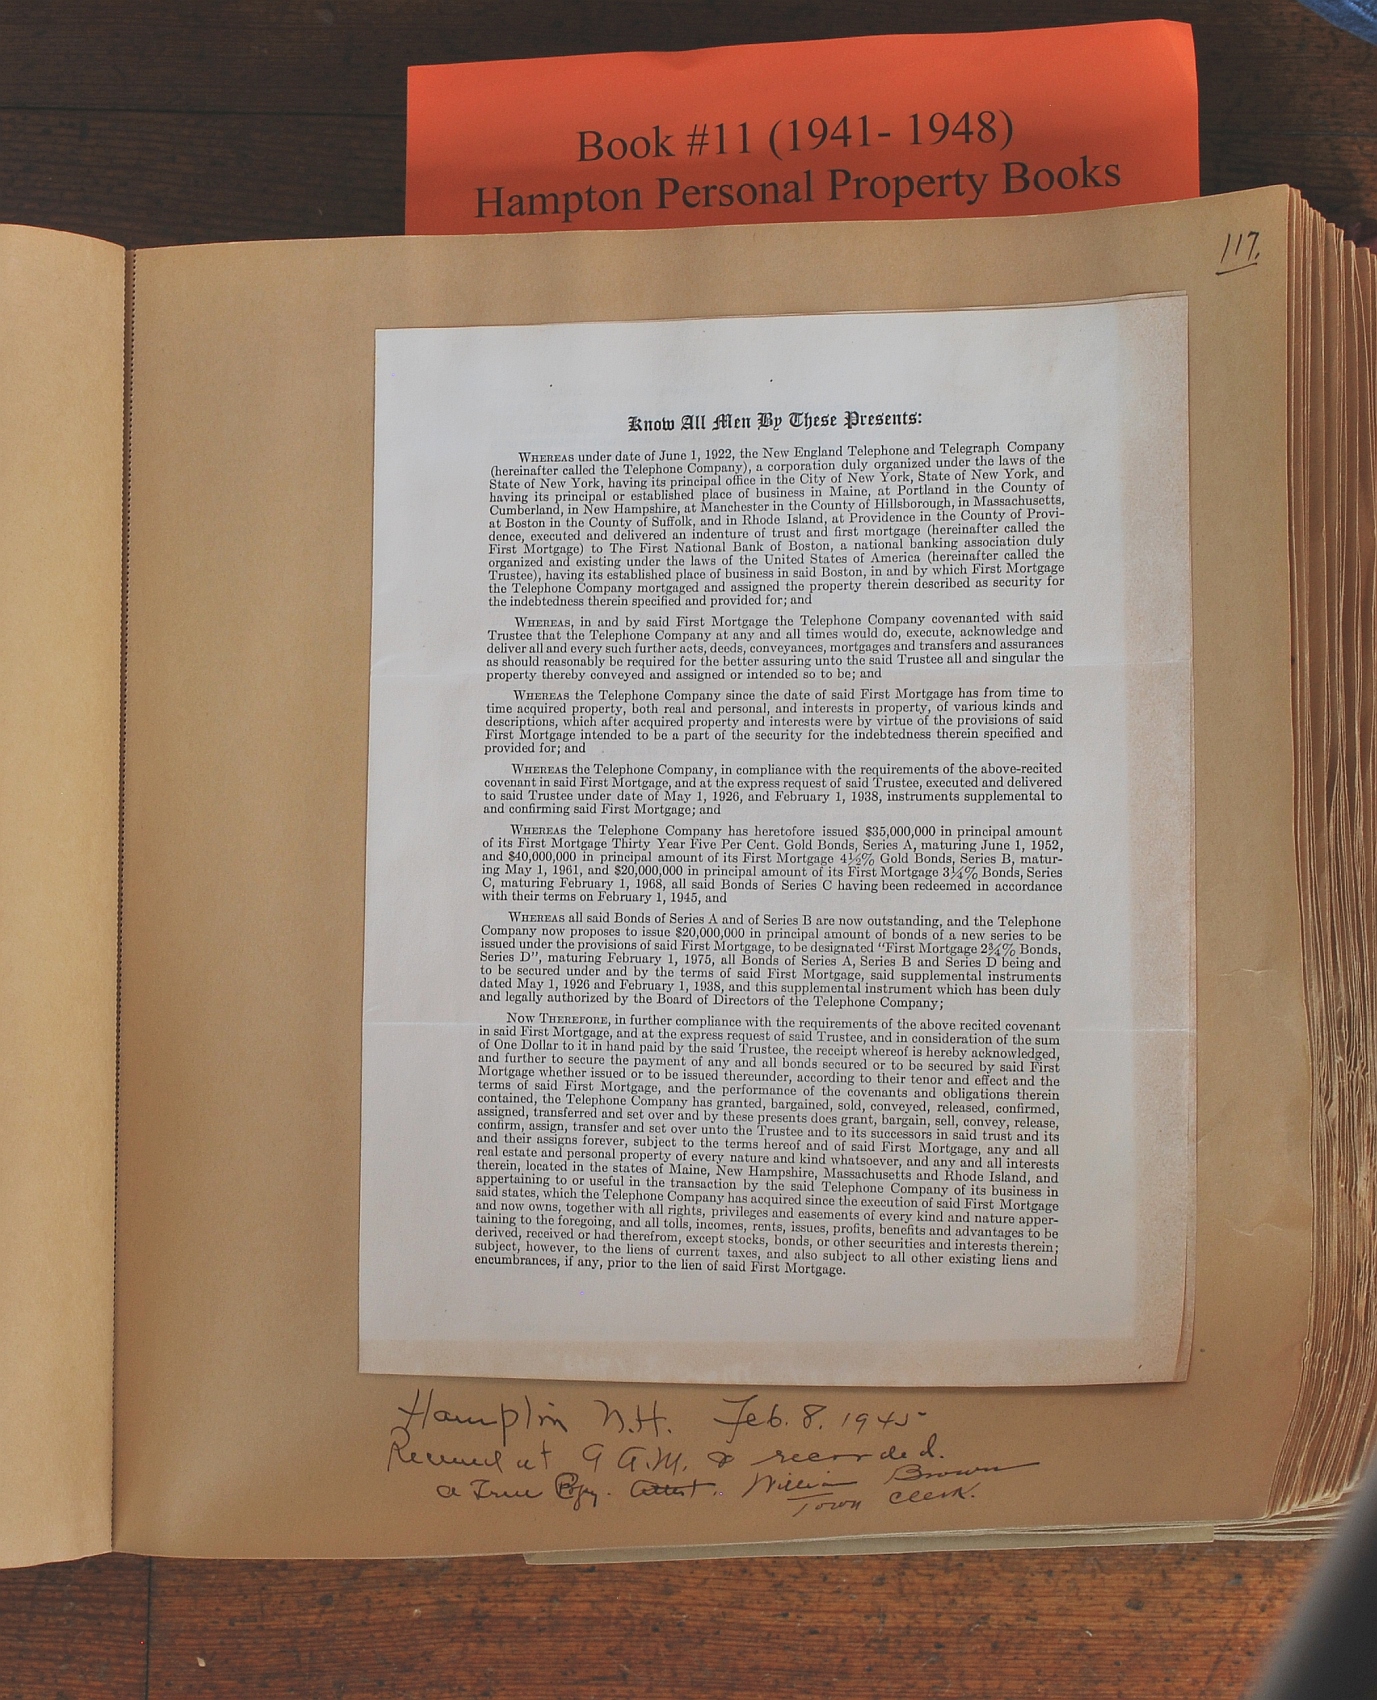 Book #11 (1941- 1948)
Hampton Personal Property Books
117.
Know All Men By These Presents:
WHEREAS under date of June 1, 1922, the New England Telephone and Telegraph Company
(hereinafter called the Telephone Company), a corporation duly organized under the laws of the
State of New York, having its principal office in the City of New York, State of New York, and
having its principal or established place of business in Maine, at Portland in the County of
Cumberland, in New Hampshire, at Manchester in the County of Hillsborough, in Massachusetts,
at Boston in the County of Suffolk, and in Rhode Island, at Providence in the County of Provi-
dence, executed and delivered an indenture of trust and first mortgage (hereinafter called the
First Mortgage) to The First National Bank of Boston, a national banking association duly
organized and existing under the laws of the United States of America (hereinafter called the
Trustee), having its established place of business in said Boston, in and by which First Mortgage
the Telephone Company mortgaged and assigned the property therein described as security for
the indebtedness therein specified and provided for; and
WHEREAS, in and by said First Mortgage the Telephone Company covenanted with said
Trustee that the Telephone Company at any and all times would do, execute, acknowledge and
deliver all and every such further acts, deeds, conveyances, mortgages and transfers and assurances
as should reasonably be required for the better assuring unto the said Trustee all and singular the
property thereby conveyed and assigned or intended so to be; and
WHEREAS the Telephone Company since the date of said First Mortgage has from time to
time acquired property, both real and personal, and interests in property, of various kinds and
descriptions, which after acquired property and interests were by virtue of the provisions of said
First Mortgage intended to be a part of the security for the indebtedness therein specified and
provided for; and
WHEREAS the Telephone Company, in compliance with the requirements of the above-recited
covenant in said First Mortgage, and at the express request of said Trustee, executed and delivered
to said Trustee under date of May 1, 1926, and February 1, 1938, instruments supplemental to
and confirming said First Mortgage; and
WHEREAS the Telephone Company has heretofore issued $35,000,000 in principal amount
of its First Mortgage Thirty Year Five Per Cent. Gold Bonds, Series A, maturing June 1, 1952,
and $40,000,000 in principal amount of its First Mortgage 4½% Gold Bonds, Series B, matur-
ing May 1, 1961, and $20,000,000 in principal amount of its First Mortgage 3¼% Bonds, Series
C, maturing February 1, 1968, all said Bonds of Series C having been redeemed in accordance
with their terms on February 1, 1945, and
WHEREAS all said Bonds of Series A and of Series B are now outstanding, and the Telephone
Company now proposes to issue $20,000,000 in principal amount of bonds of a new series to be
issued under the provisions of said First Mortgage, to be designated "First Mortgage 2¾% Bonds,
Series D", maturing February 1, 1975, all Bonds of Series A, Series B and Series D being and
to be secured under and by the terms of said First Mortgage, said supplemental instruments
dated May 1, 1926 and February 1, 1938, and this supplemental instrument which has been duly
and legally authorized by the Board of Directors of the Telephone Company;
NOW THEREFORE, in further compliance with the requirements of the above recited covenant
in said First Mortgage, and at the express request of said Trustee, and in consideration of the sum
of One Dollar to it in hand paid by the said Trustee, the receipt whereof is hereby acknowledged,
and further to secure the payment of any and all bonds secured or to be secured by said First
Mortgage whether issued or to be issued thereunder, according to their tenor and effect and the
terms of said First Mortgage, and the performance of the covenants and obligations therein
contained, the Telephone Company has granted, bargained, sold, conveyed, released, confirmed,
assigned, transferred and set over and by these presents does grant, bargain, sell, convey, release,
confirm, assign, transfer and set over unto the Trustee and to its successors in said trust and its
and their assigns forever, subject to the terms hereof and of said First Mortgage, any and all
real estate and personal property of every nature and kind whatsoever, and any and all interests
therein, located in the states of Maine, New Hampshire, Massachusetts and Rhode Island, and
appertaining to or useful in the transaction by the said Telephone Company of its business in
said states, which the Telephone Company has acquired since the execution of said First Mortgage
and now owns, together with all rights, privileges and easements of every kind and nature apper-
taining to the foregoing, and all tolls, incomes, rents, issues, profits, benefits and advantages to be
derived, received or had therefrom, except stocks, bonds, or other securities and interests therein;
subject, however, to the liens of current taxes, and also subject to all other existing liens and
encumbrances, if any, prior to the lien of said First Mortgage.
Hampton N.H. Feb. 8. 1945
Received at 9 A.M. & recorded.
a True Copy. Attest. William Brown
Town Clerk.